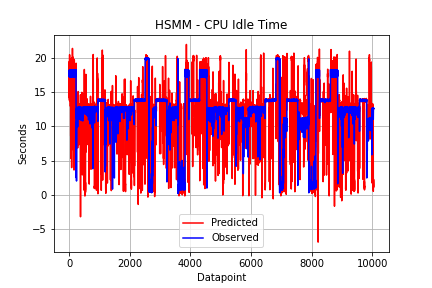 HSMM - CPU Idle Time
Seconds
20
15
10
5
0
−5
Predicted
Observed
0 2000 4000 6000 8000 10000
Datapoint